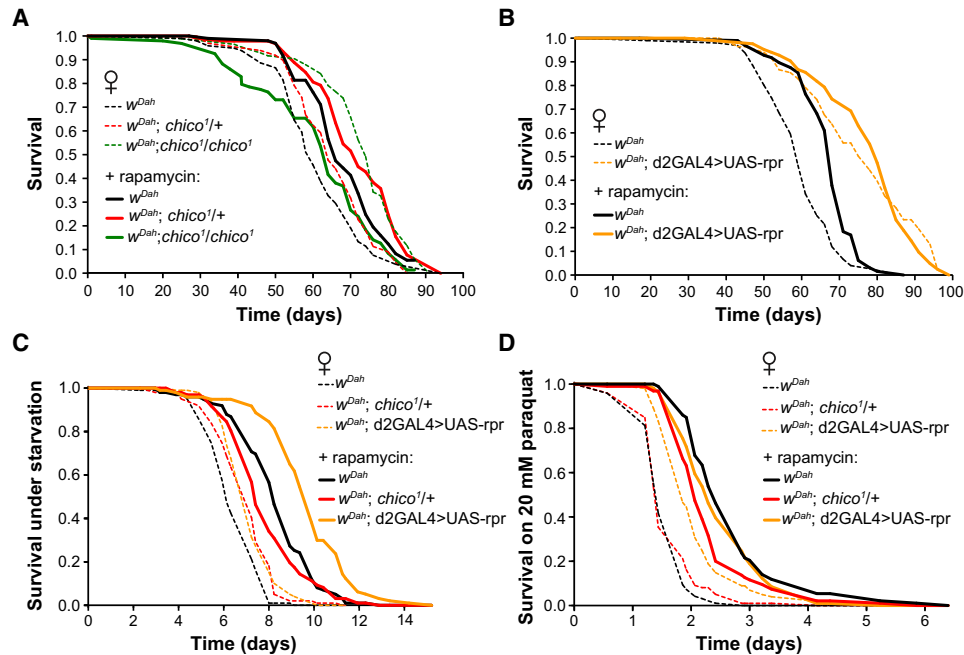 A
Survival
1.0
0.9
0.8
0.7
0.6
0.5
0.4
0.3
0.2
0.1
0.0
0 10 20 30 40 50 60 70 80 90 100
Time (days)
♀
w^Dah
w^Dah; chico^1/+
w^Dah;chico^1/chico^1
+ rapamycin:
w^Dah
w^Dah; chico^1/+
w^Dah;chico^1/chico^1
B
Survival
1.0
0.9
0.8
0.7
0.6
0.5
0.4
0.3
0.2
0.1
0.0
0 10 20 30 40 50 60 70 80 90 100
Time (days)
♀
w^Dah
w^Dah; d2GAL4>UAS-rpr
+ rapamycin:
w^Dah
w^Dah; d2GAL4>UAS-rpr
C
Survival under starvation
1.0
0.8
0.6
0.4
0.2
0.0
0 2 4 6 8 10 12 14
Time (days)
♀
w^Dah
w^Dah; chico^1/+
w^Dah; d2GAL4>UAS-rpr
+ rapamycin:
w^Dah
w^Dah; chico^1/+
w^Dah; d2GAL4>UAS-rpr
D
Survival on 20 mM paraquat
1.0
0.8
0.6
0.4
0.2
0.0
0 1 2 3 4 5 6
Time (days)
♀
w^Dah
w^Dah; chico^1/+
w^Dah; d2GAL4>UAS-rpr
+ rapamycin:
w^Dah
w^Dah; chico^1/+
w^Dah; d2GAL4>UAS-rpr